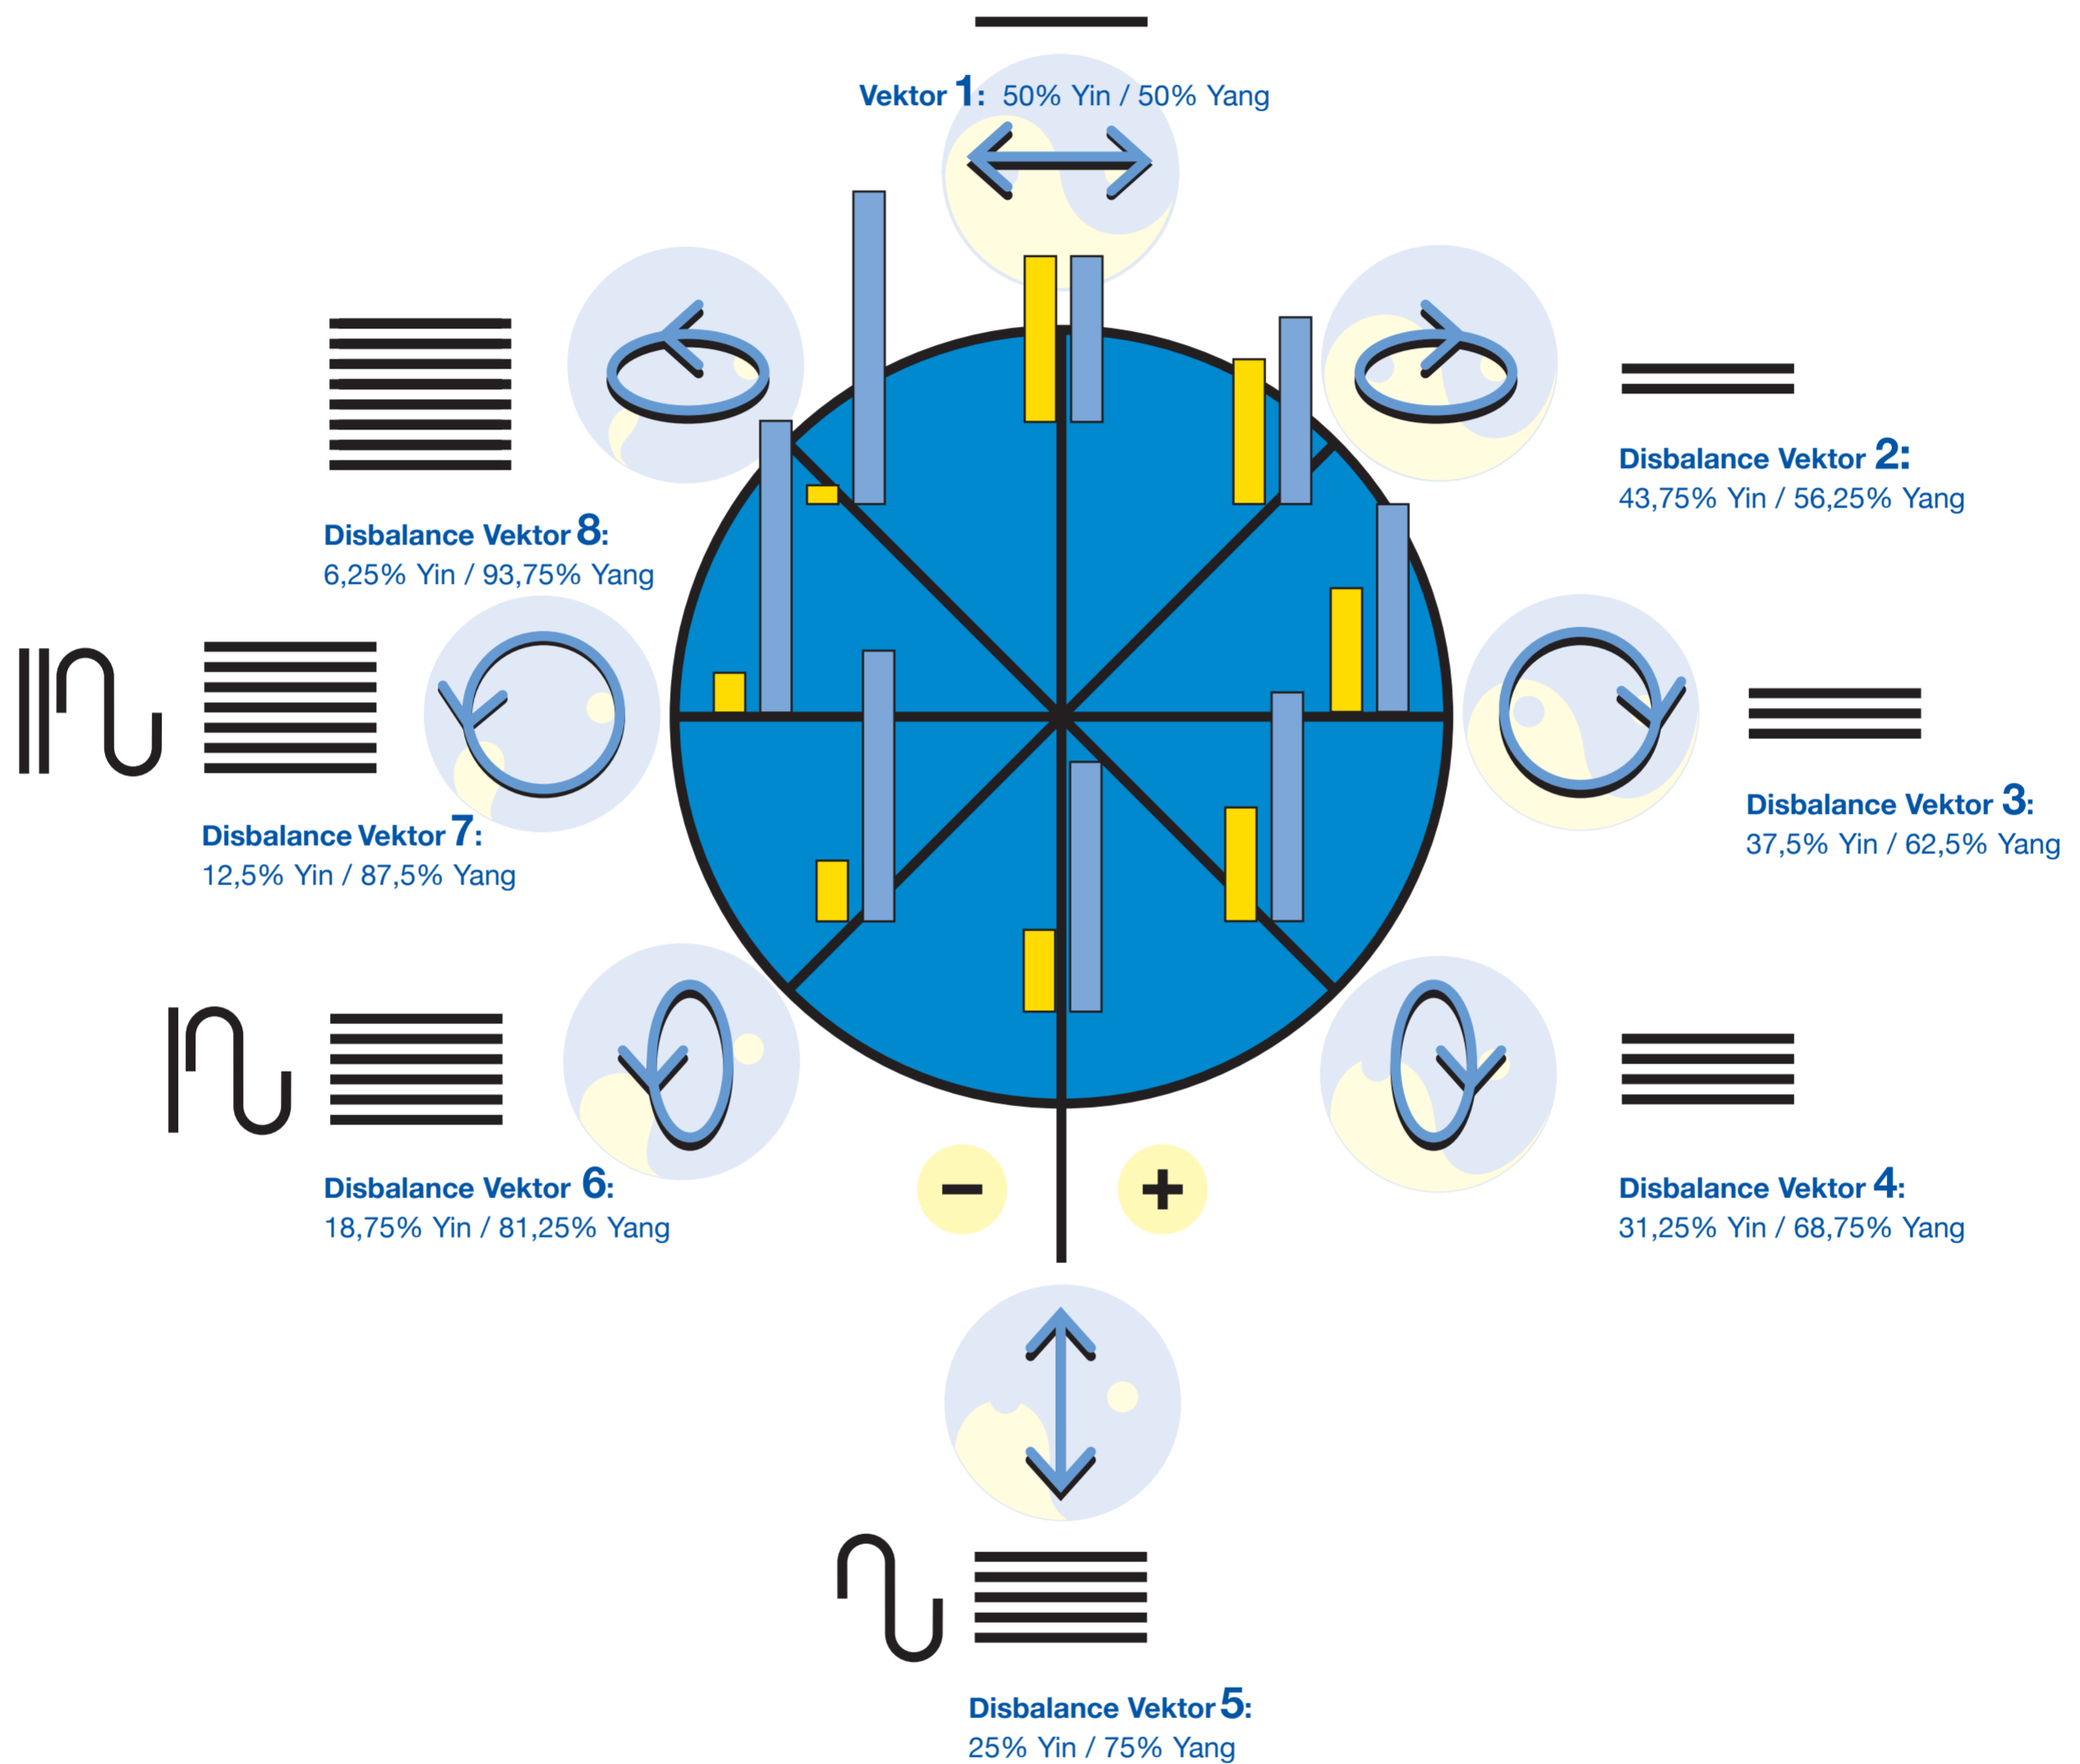 Vektor 1: 50% Yin / 50% Yang
Disbalance Vektor 2:
43,75% Yin / 56,25% Yang
Disbalance Vektor 3:
37,5% Yin / 62,5% Yang
Disbalance Vektor 4:
31,25% Yin / 68,75% Yang
Disbalance Vektor 5:
25% Yin / 75% Yang
Disbalance Vektor 6:
18,75% Yin / 81,25% Yang
Disbalance Vektor 7:
12,5% Yin / 87,5% Yang
Disbalance Vektor 8:
6,25% Yin / 93,75% Yang
− +